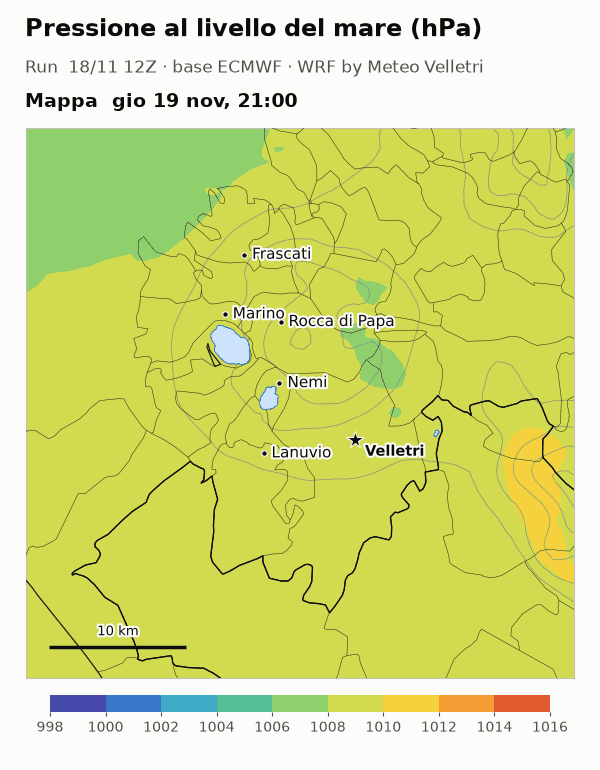 Pressione al livello del mare (hPa)
Run  18/11 12Z · base ECMWF · WRF by Meteo Velletri
Mappa  gio 19 nov, 21:00
Frascati
Marino
Rocca di Papa
Nemi
Velletri
Lanuvio
10 km
998 1000 1002 1004 1006 1008 1010 1012 1014 1016